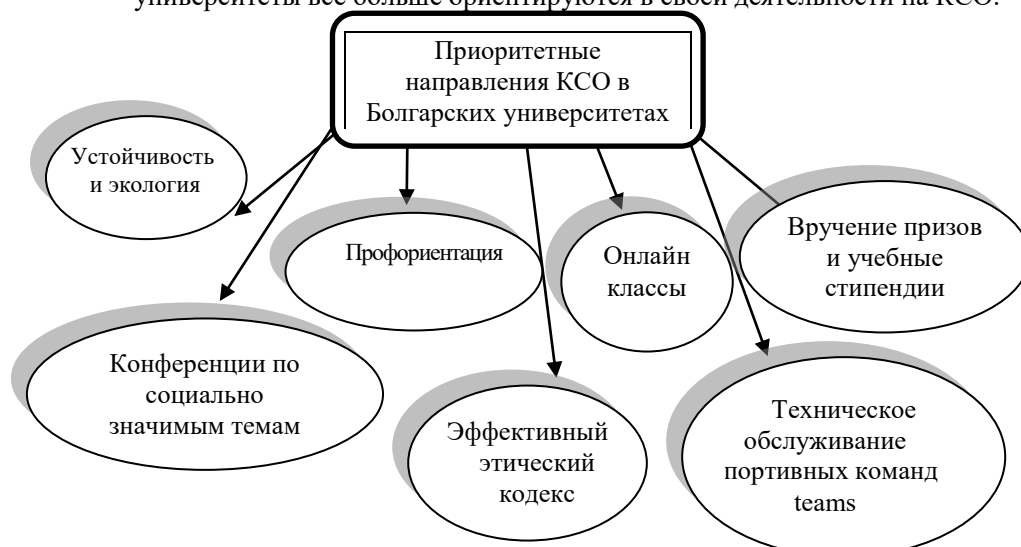 университеты все больше ориентируются в своей деятельности на КСО.
Приоритетные
направления КСО в
Болгарских университетах
Устойчивость
и экология
Профориентация
Онлайн
классы
Вручение призов
и учебные
стипендии
Конференции по
социально
значимым темам
Эффективный
этический
кодекс
Техническое
обслуживание
портивных команд
teams